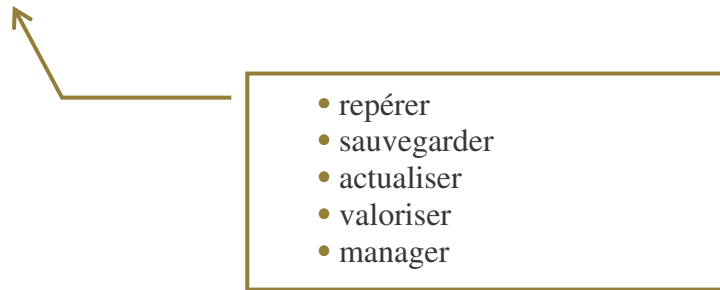 • repérer
• sauvegarder
• actualiser
• valoriser
• manager